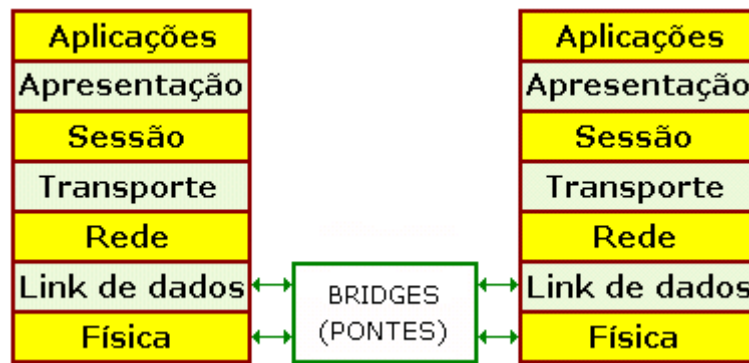 Aplicações
Apresentação
Sessão
Transporte
Rede
Link de dados
Física
BRIDGES
(PONTES)
Aplicações
Apresentação
Sessão
Transporte
Rede
Link de dados
Física